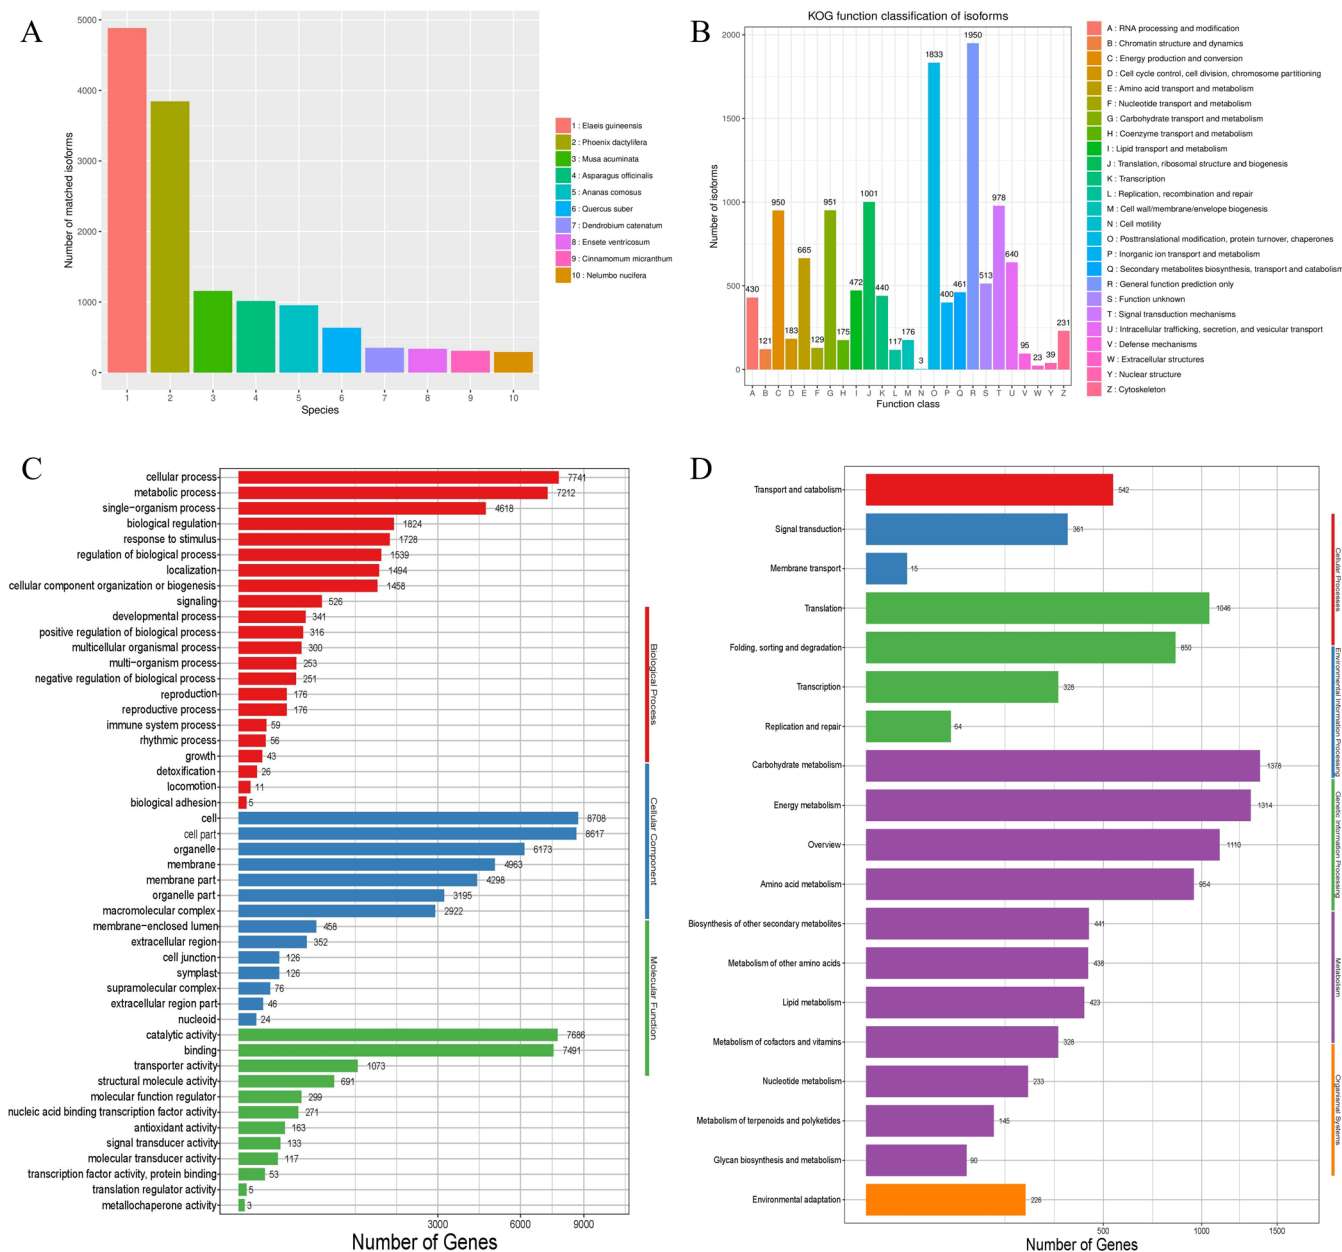 A
Number of matched isoforms
5000
4000
3000
2000
1000
0
1 2 3 4 5 6 7 8 9 10
Species
1 : Elaeis guineensis
2 : Phoenix dactylifera
3 : Musa acuminata
4 : Asparagus officinalis
5 : Ananas comosus
6 : Quercus suber
7 : Dendrobium catenatum
8 : Ensete ventricosum
9 : Cinnamomum micranthum
10 : Nelumbo nucifera
B
KOG function classification of isoforms
Number of isoforms
2000
1500
1000
500
0
430 121 950 183 665 129 951 175 472 1001 440 117 176 3 1833 400 461 1950 513 978 640 95 23 39 231
A B C D E F G H I J K L M N O P Q R S T U V W Y Z
Function class
A : RNA processing and modification
B : Chromatin structure and dynamics
C : Energy production and conversion
D : Cell cycle control, cell division, chromosome partitioning
E : Amino acid transport and metabolism
F : Nucleotide transport and metabolism
G : Carbohydrate transport and metabolism
H : Coenzyme transport and metabolism
I : Lipid transport and metabolism
J : Translation, ribosomal structure and biogenesis
K : Transcription
L : Replication, recombination and repair
M : Cell wall/membrane/envelope biogenesis
N : Cell motility
O : Posttranslational modification, protein turnover, chaperones
P : Inorganic ion transport and metabolism
Q : Secondary metabolites biosynthesis, transport and catabolism
R : General function prediction only
S : Function unknown
T : Signal transduction mechanisms
U : Intracellular trafficking, secretion, and vesicular transport
V : Defense mechanisms
W : Extracellular structures
Y : Nuclear structure
Z : Cytoskeleton
C
cellular process 7741
metabolic process 7212
single-organism process 4618
biological regulation 1824
response to stimulus 1728
regulation of biological process 1539
localization 1494
cellular component organization or biogenesis 1458
signaling 526
developmental process 341
positive regulation of biological process 316
multicellular organismal process 300
multi-organism process 253
negative regulation of biological process 251
reproduction 176
reproductive process 176
immune system process 59
rhythmic process 56
growth 43
detoxification 26
locomotion 11
biological adhesion 5
cell 8708
cell part 8617
organelle 6173
membrane 4963
membrane part 4298
organelle part 3195
macromolecular complex 2922
membrane-enclosed lumen 458
extracellular region 352
cell junction 126
symplast 126
supramolecular complex 76
extracellular region part 46
nucleoid 24
catalytic activity 7686
binding 7491
transporter activity 1073
structural molecule activity 691
molecular function regulator 299
nucleic acid binding transcription factor activity 271
antioxidant activity 163
signal transducer activity 133
molecular transducer activity 117
transcription factor activity, protein binding 53
translation regulator activity 5
metallochaperone activity 3
3000 6000 9000
Number of Genes
Biological Process
Cellular Component
Molecular Function
D
Transport and catabolism 542
Signal transduction 361
Membrane transport 15
Translation 1046
Folding, sorting and degradation 850
Transcription 328
Replication and repair 64
Carbohydrate metabolism 1378
Energy metabolism 1314
Overview 1110
Amino acid metabolism 954
Biosynthesis of other secondary metabolites 441
Metabolism of other amino acids 438
Lipid metabolism 423
Metabolism of cofactors and vitamins 328
Nucleotide metabolism 233
Metabolism of terpenoids and polyketides 145
Glycan biosynthesis and metabolism 90
Environmental adaptation 226
500 1000 1500
Number of Genes
Cellular Processes
Environmental Information Processing
Genetic Information Processing
Metabolism
Organismal Systems